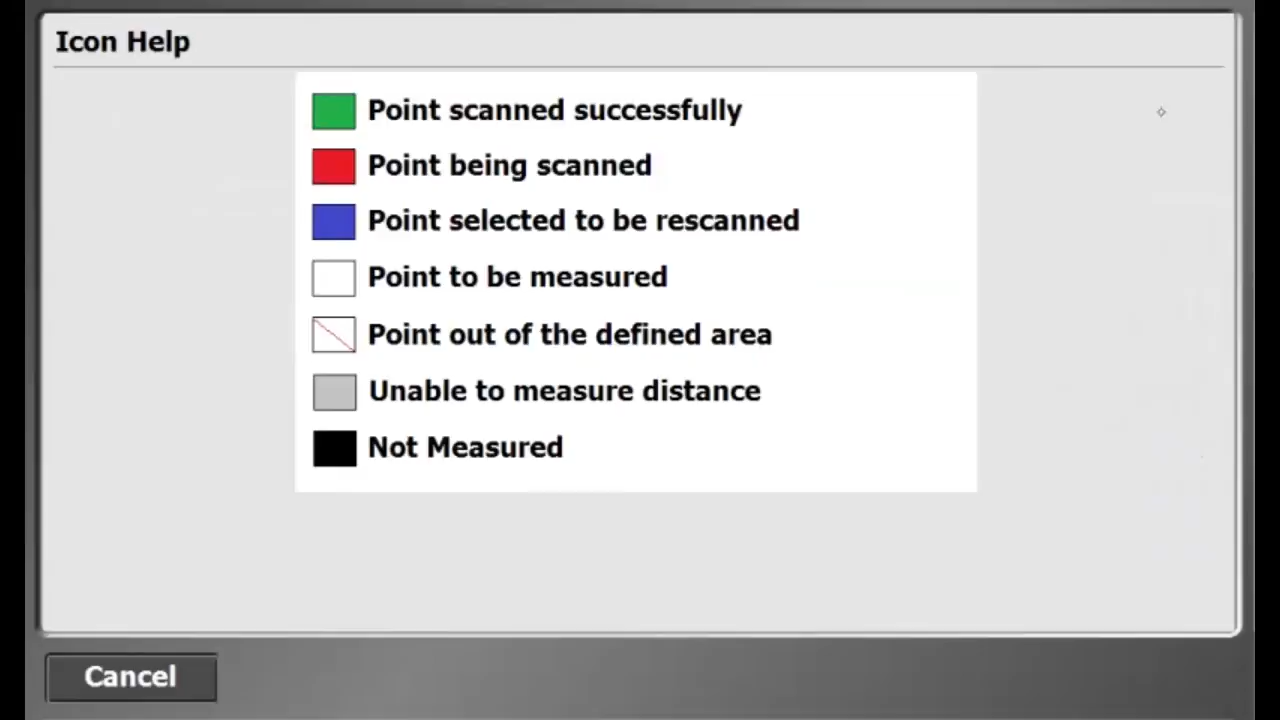 Icon Help
Point scanned successfully
Point being scanned
Point selected to be rescanned
Point to be measured
Point out of the defined area
Unable to measure distance
Not Measured
Cancel